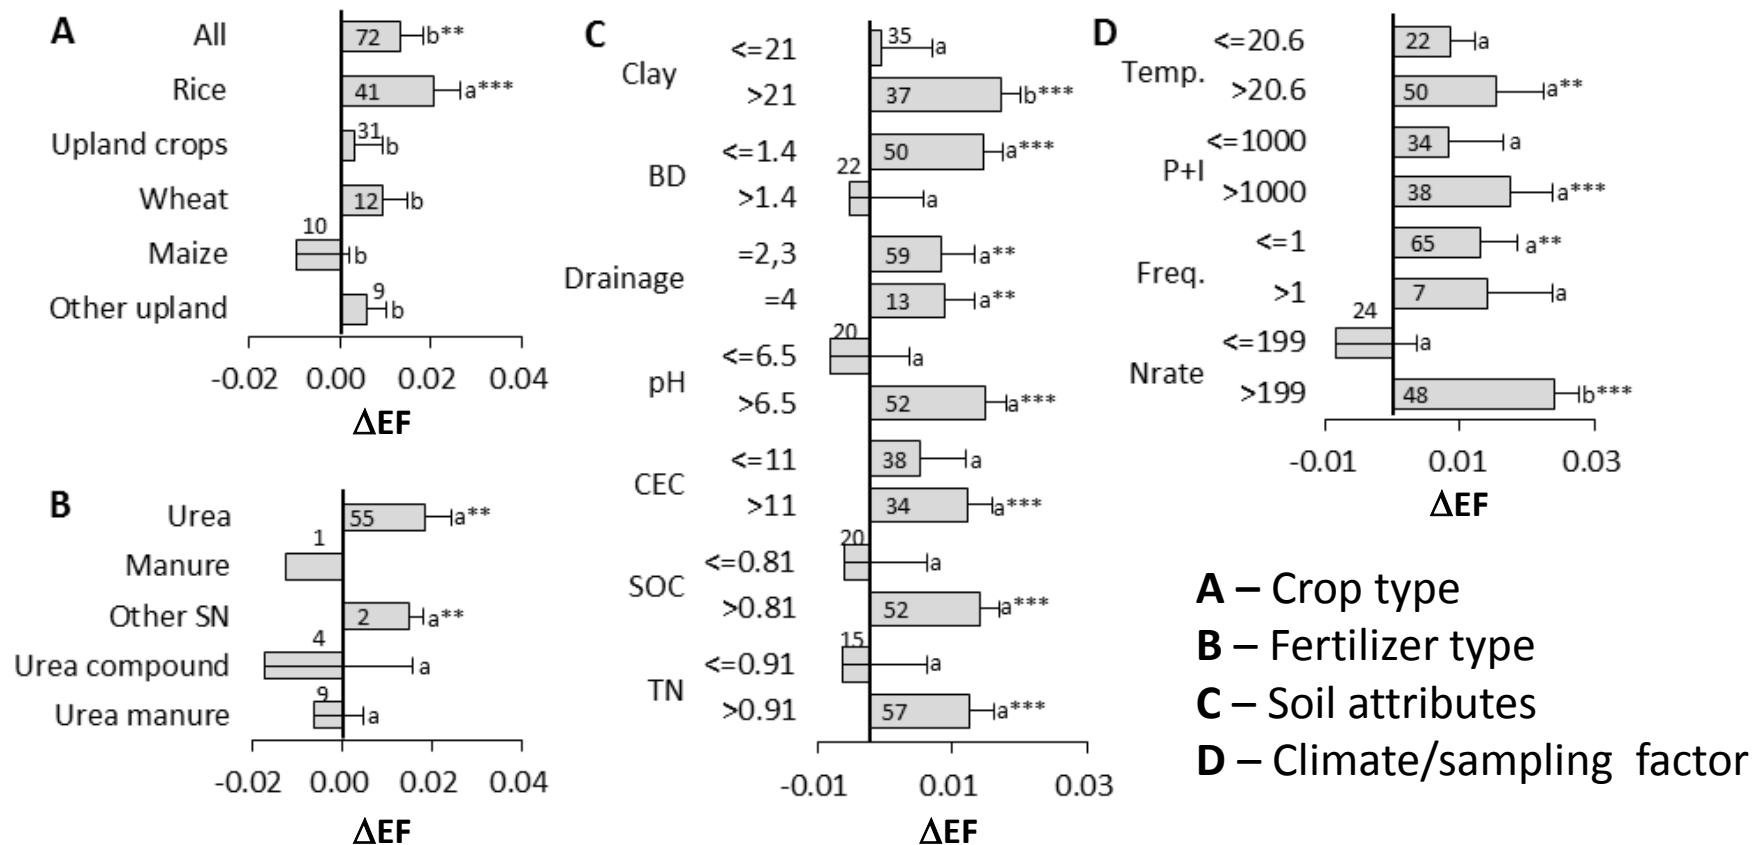 A
All 72 b**
Rice 41 a***
Upland crops 31 b
Wheat 12 b
Maize 10 b
Other upland 9 b
-0.02 0.00 0.02 0.04
ΔEF
B
Urea 55 a**
Manure 1
Other SN 2 a**
Urea compound 4 a
Urea manure 9 a
-0.02 0.00 0.02 0.04
ΔEF
C
Clay
<=21 35 a
>21 37 b***
BD
<=1.4 50 a***
>1.4 22 a
Drainage
=2,3 59 a**
=4 13 a**
pH
<=6.5 20 a
>6.5 52 a***
CEC
<=11 38 a
>11 34 a***
SOC
<=0.81 20 a
>0.81 52 a***
TN
<=0.91 15 a
>0.91 57 a***
-0.01 0.01 0.03
ΔEF
D
Temp.
<=20.6 22 a
>20.6 50 a**
P+I
<=1000 34 a
>1000 38 a***
Freq.
<=1 65 a**
>1 7 a
Nrate
<=199 24 a
>199 48 b***
-0.01 0.01 0.03
ΔEF
A – Crop type
B – Fertilizer type
C – Soil attributes
D – Climate/sampling factor